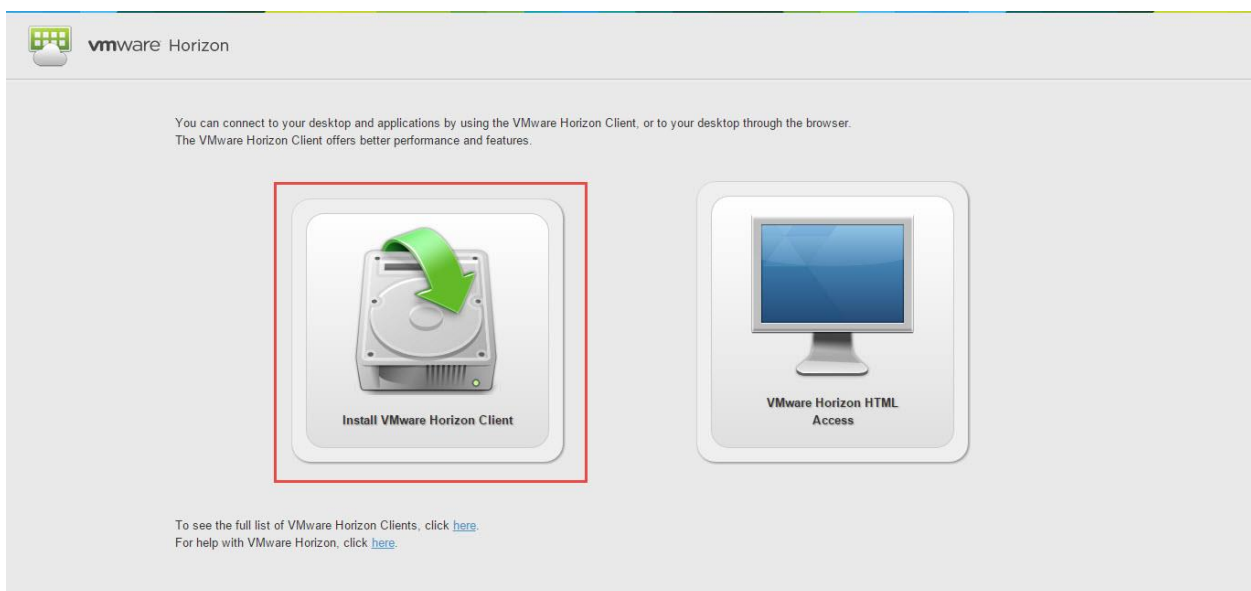 vmware Horizon
You can connect to your desktop and applications by using the VMware Horizon Client, or to your desktop through the browser.
The VMware Horizon Client offers better performance and features.
Install VMware Horizon Client
VMware Horizon HTML
Access
To see the full list of VMware Horizon Clients, click here.
For help with VMware Horizon, click here.